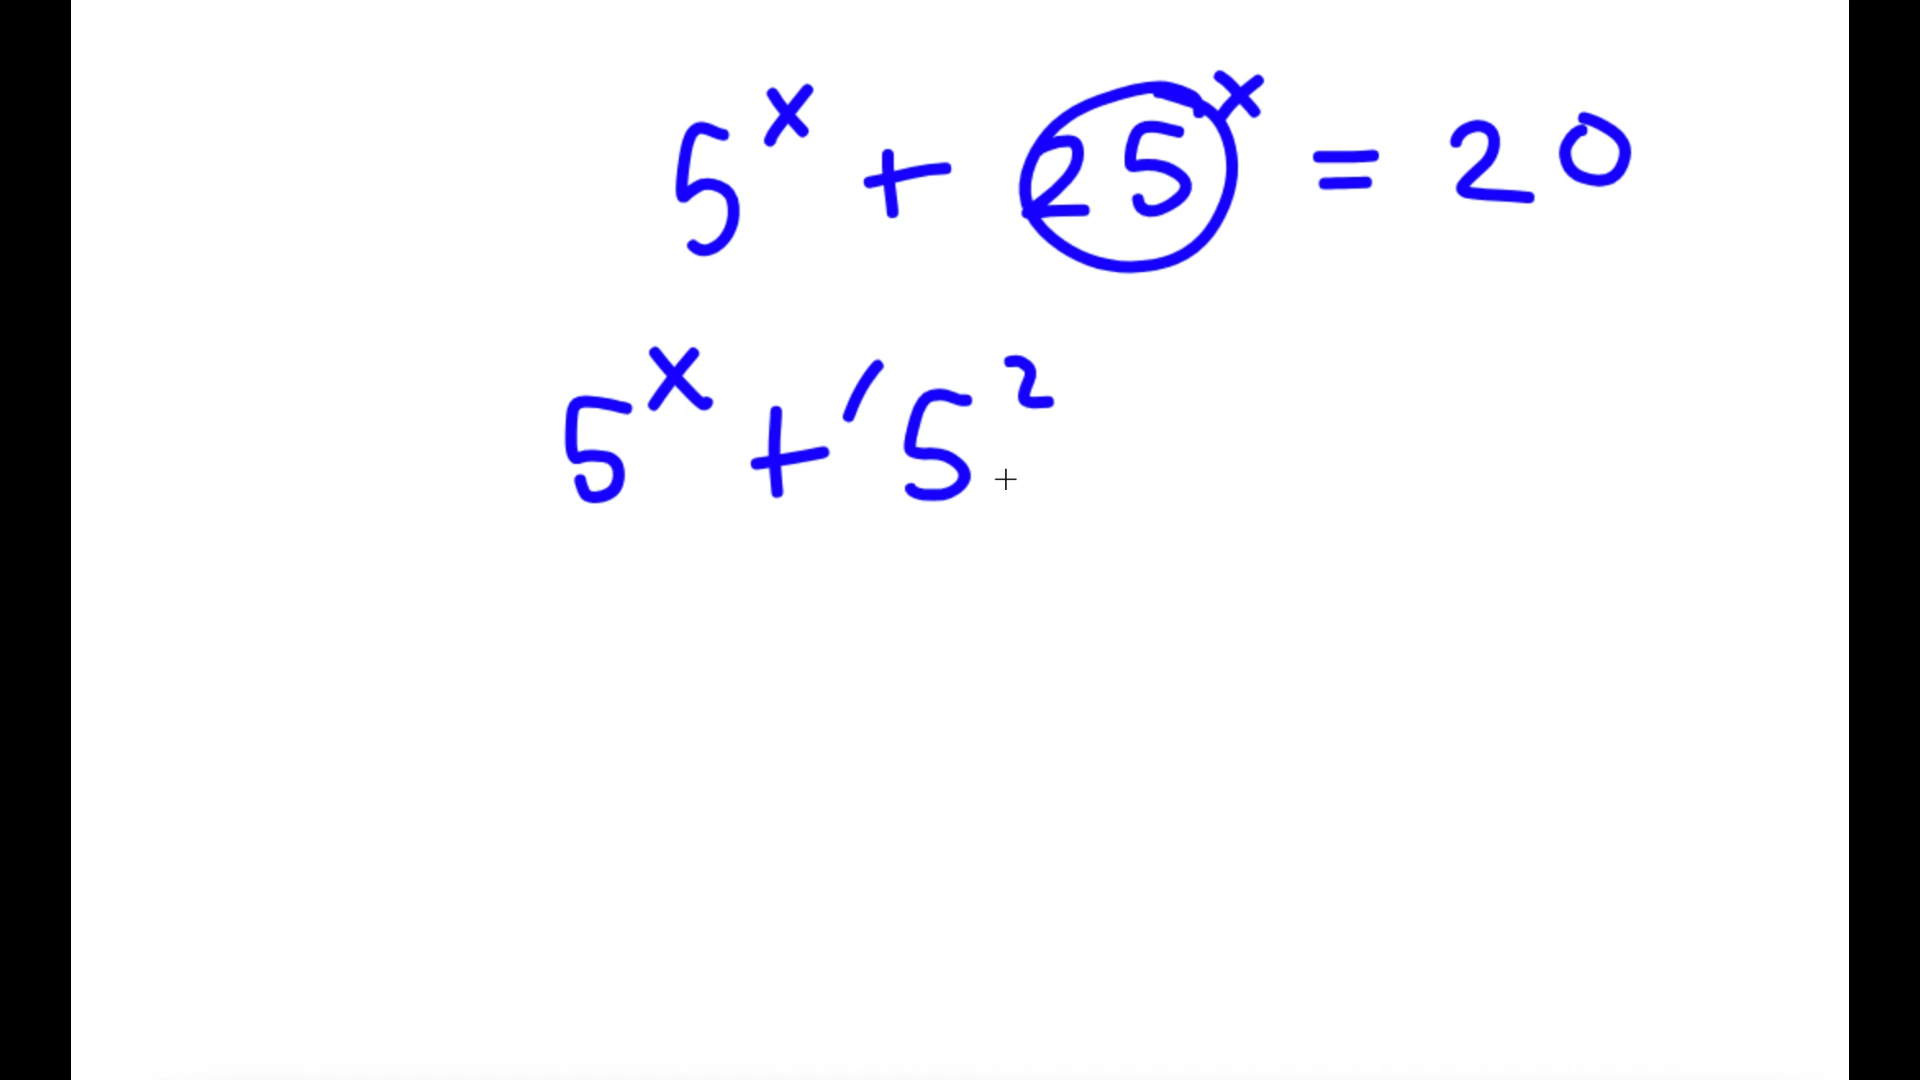 5^x + 25^x = 20
5^x + (5^2